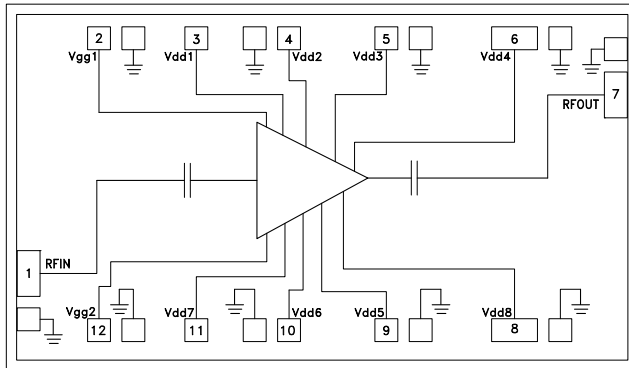 2 3 4 5 6
Vgg1 Vdd1 Vdd2 Vdd3 Vdd4
7
RFOUT
RFIN
1
Vgg2 Vdd7 Vdd6 Vdd5 Vdd8
12 11 10 9 8